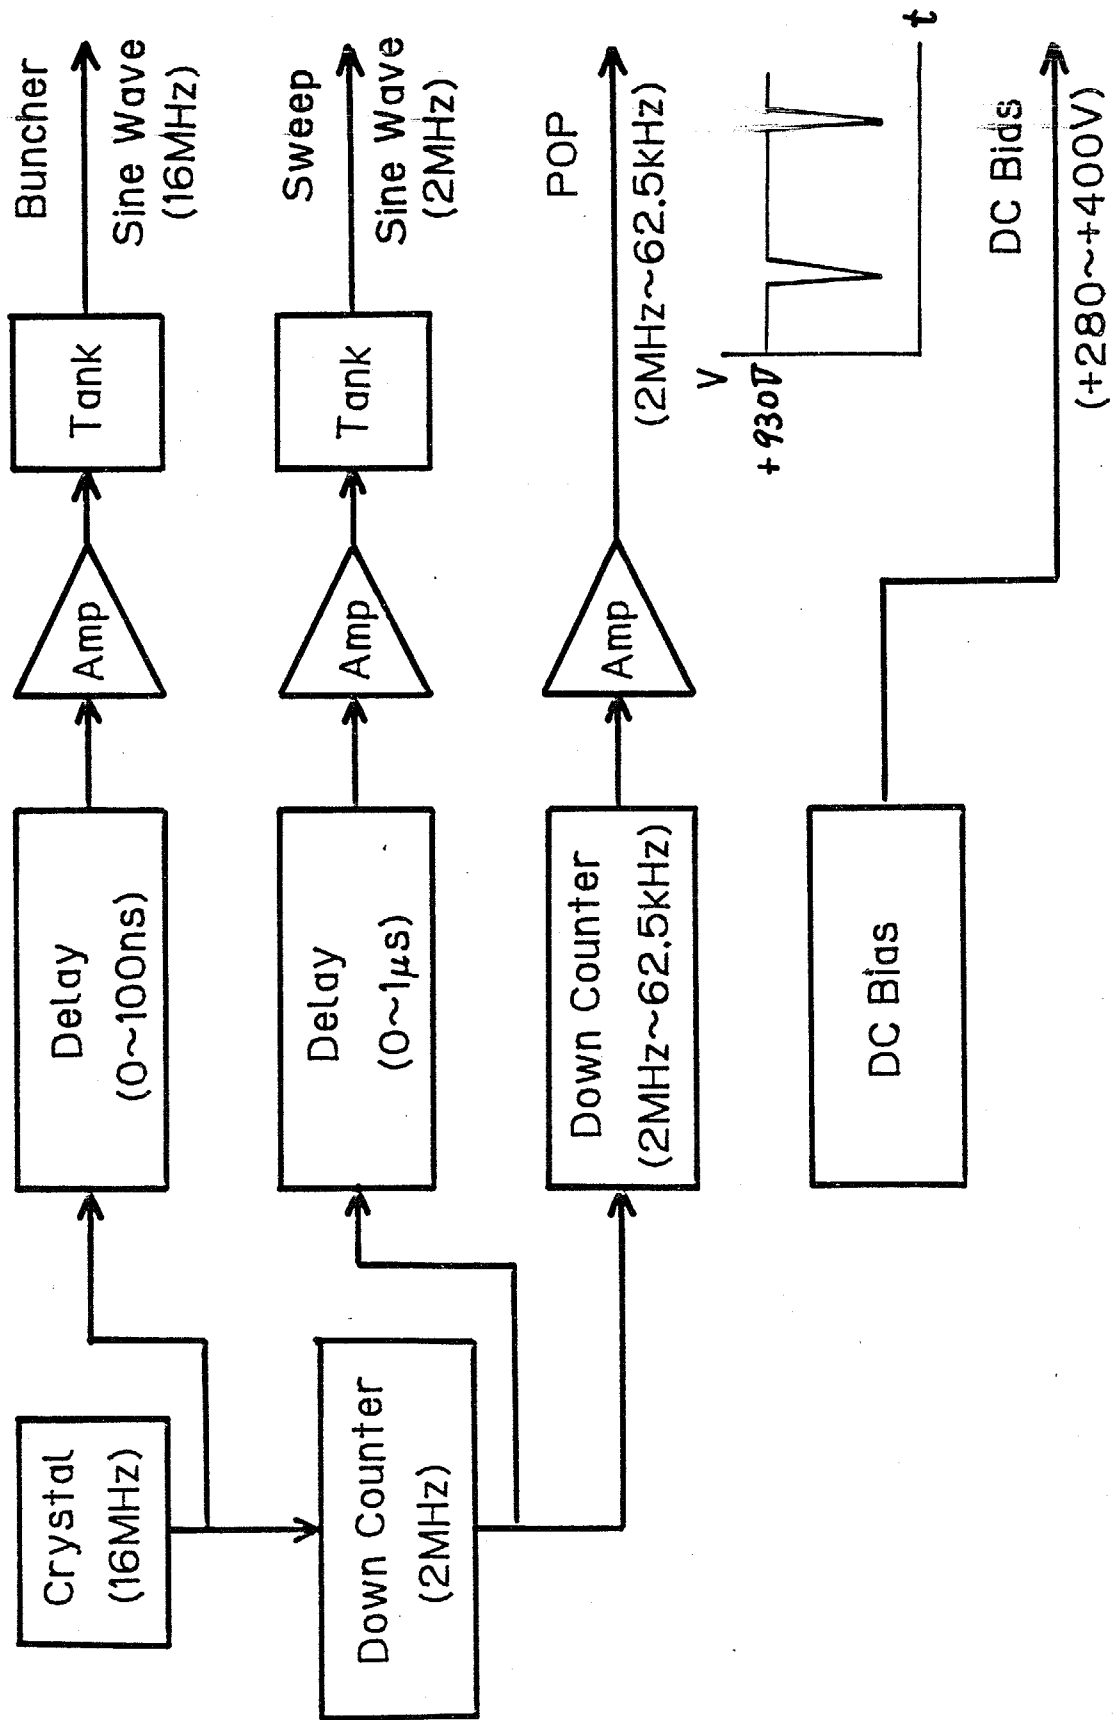 Crystal
(16MHz)
Delay
(0~100ns)
Amp
Tank
Buncher
Sine Wave
(16MHz)
Down Counter
(2MHz)
Delay
(0~1μs)
Amp
Tank
Sweep
Sine Wave
(2MHz)
Down Counter
(2MHz~62.5kHz)
Amp
POP
(2MHz~62.5kHz)
V
+930V
t
DC Bias
DC Bias
(+280~+400V)